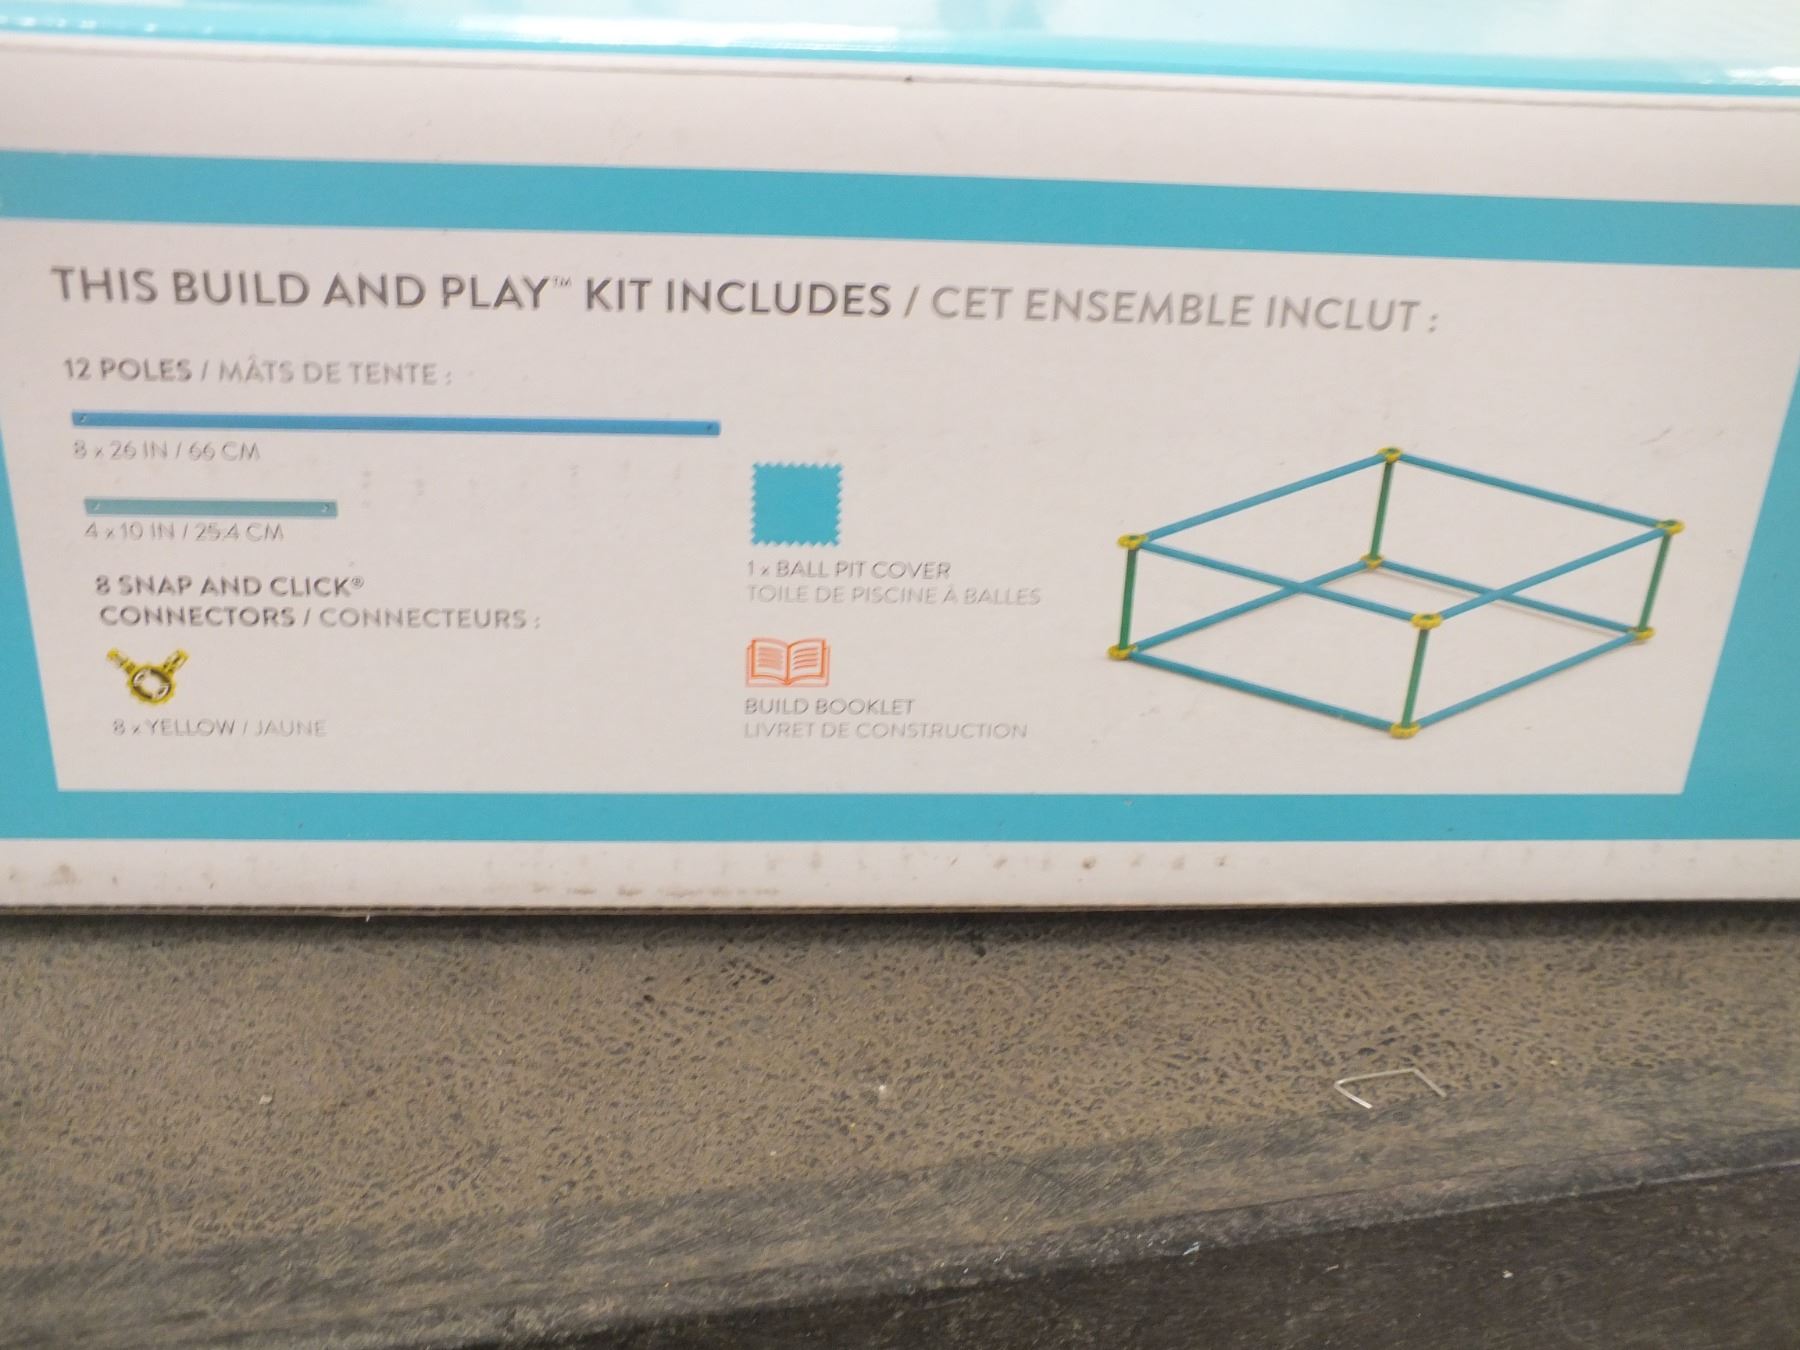 THIS BUILD AND PLAY™ KIT INCLUDES / CET ENSEMBLE INCLUT :
12 POLES / MÂTS DE TENTE :
8 x 26 IN / 66 CM
4 x 10 IN / 25.4 CM
8 SNAP AND CLICK®
CONNECTORS / CONNECTEURS :
8 x YELLOW / JAUNE
1 x BALL PIT COVER
TOILE DE PISCINE À BALLES
BUILD BOOKLET
LIVRET DE CONSTRUCTION